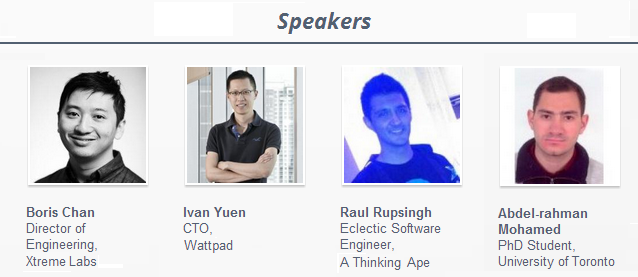 Speakers
Boris Chan
Director of
Engineering,
Xtreme Labs
Ivan Yuen
CTO,
Wattpad
Raul Rupsingh
Eclectic Software
Engineer,
A Thinking Ape
Abdel-rahman
Mohamed
PhD Student,
University of Toronto